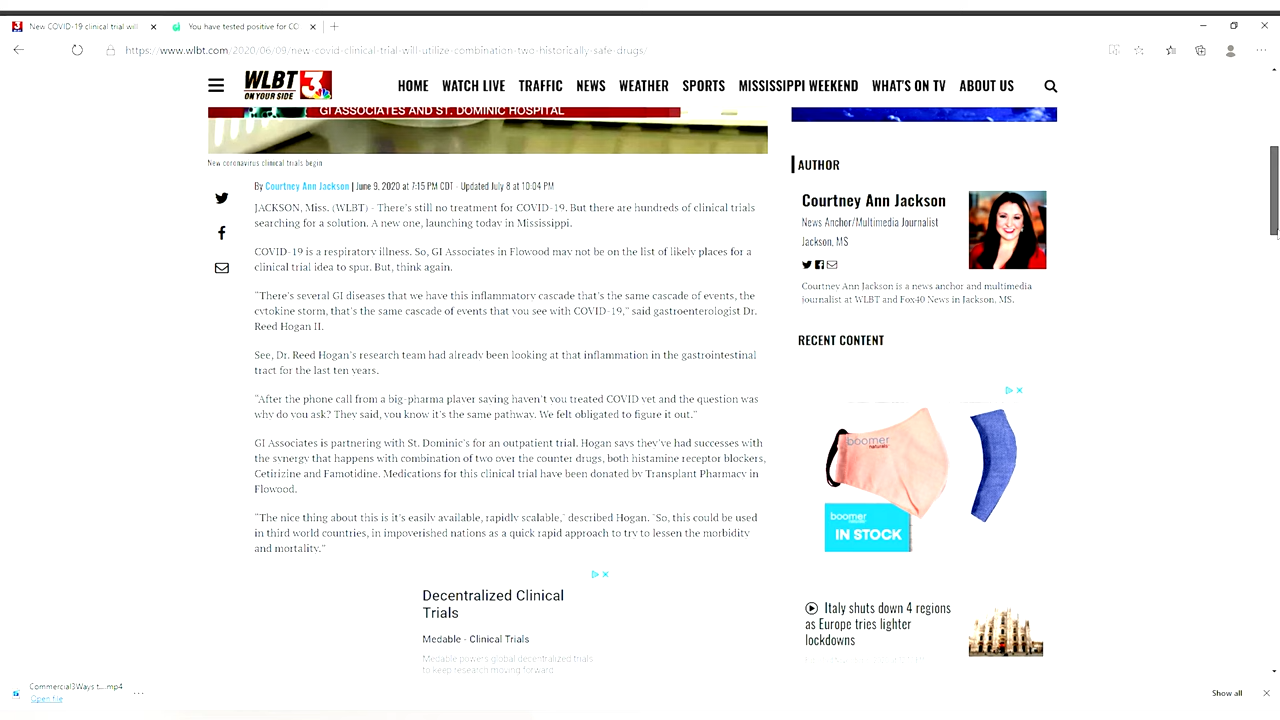 New COVID-19 clinical trial will
You have tested positive for CO
https://www.wlbt.com/2020/06/09/new-covid-clinical-trial-will-utilize-combination-two-historically-safe-drugs/
WLBT 3
ON YOUR SIDE
HOME WATCH LIVE TRAFFIC NEWS WEATHER SPORTS MISSISSIPPI WEEKEND WHAT'S ON TV ABOUT US
GI ASSOCIATES AND ST. DOMINIC HOSPITAL
New coronavirus clinical trials begin
By Courtney Ann Jackson | June 9, 2020 at 7:15 PM CDT - Updated July 8 at 10:04 PM
JACKSON, Miss. (WLBT) - There's still no treatment for COVID-19. But there are hundreds of clinical trials
searching for a solution. A new one, launching today in Mississippi.
COVID-19 is a respiratory illness. So, GI Associates in Flowood may not be on the list of likely places for a
clinical trial idea to spur. But, think again.
"There's several GI diseases that we have this inflammatory cascade that's the same cascade of events, the
cytokine storm, that's the same cascade of events that you see with COVID-19," said gastroenterologist Dr.
Reed Hogan II.
See, Dr. Reed Hogan's research team had already been looking at that inflammation in the gastrointestinal
tract for the last ten years.
"After the phone call from a big-pharma player saying haven't you treated COVID yet and the question was
why do you ask? They said, you know it's the same pathway. We felt obligated to figure it out."
GI Associates is partnering with St. Dominic's for an outpatient trial. Hogan says they've had successes with
the synergy that happens with combination of two over the counter drugs, both histamine receptor blockers,
Cetirizine and Famotidine. Medications for this clinical trial have been donated by Transplant Pharmacy in
Flowood.
"The nice thing about this is it's easily available, rapidly scalable," described Hogan. "So, this could be used
in third world countries, in impoverished nations as a quick rapid approach to try to lessen the morbidity
and mortality."
Decentralized Clinical
Trials
Medable - Clinical Trials
Medable powers global decentralized trials
to keep research moving forward.
AUTHOR
Courtney Ann Jackson
News Anchor/Multimedia Journalist
Jackson, MS
Courtney Ann Jackson is a news anchor and multimedia
journalist at WLBT and Fox40 News in Jackson, MS.
RECENT CONTENT
boomer
naturals
boomer
IN STOCK
Italy shuts down 4 regions
as Europe tries lighter
lockdowns
Commercial3Ways t....mp4
Open file
Show all